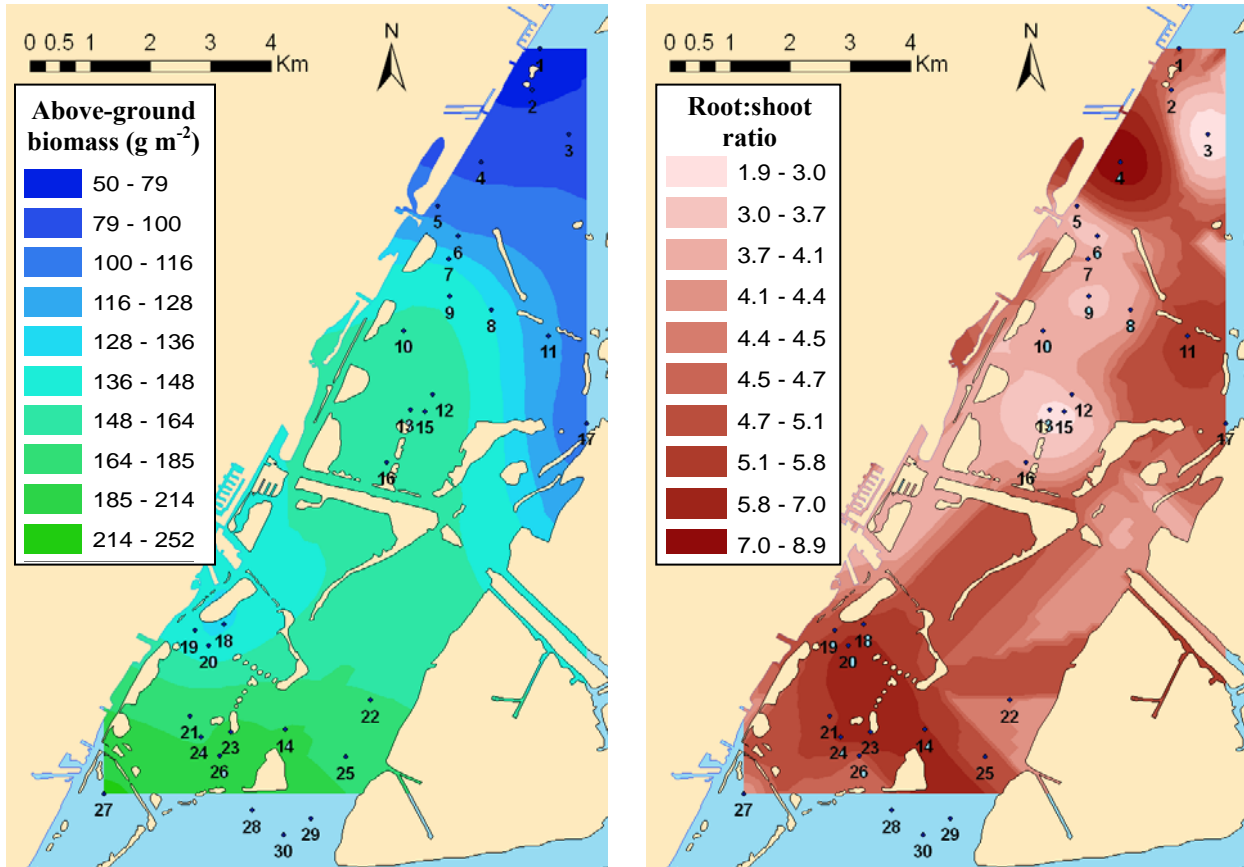 0 0.5 1 2 3 4
Km
N
Above-ground
biomass (g m-2)
50 - 79
79 - 100
100 - 116
116 - 128
128 - 136
136 - 148
148 - 164
164 - 185
185 - 214
214 - 252
1
2
3
4
5
6
7
9
8
10
11
12
13
15
17
16
18
19
20
22
21
23
14
24
25
26
27
28
29
30
0 0.5 1 2 3 4
Km
N
Root:shoot
ratio
1.9 - 3.0
3.0 - 3.7
3.7 - 4.1
4.1 - 4.4
4.4 - 4.5
4.5 - 4.7
4.7 - 5.1
5.1 - 5.8
5.8 - 7.0
7.0 - 8.9
1
2
3
4
5
6
7
9
8
10
11
12
13
15
17
16
18
19
20
22
21
23
14
24
25
26
27
28
29
30